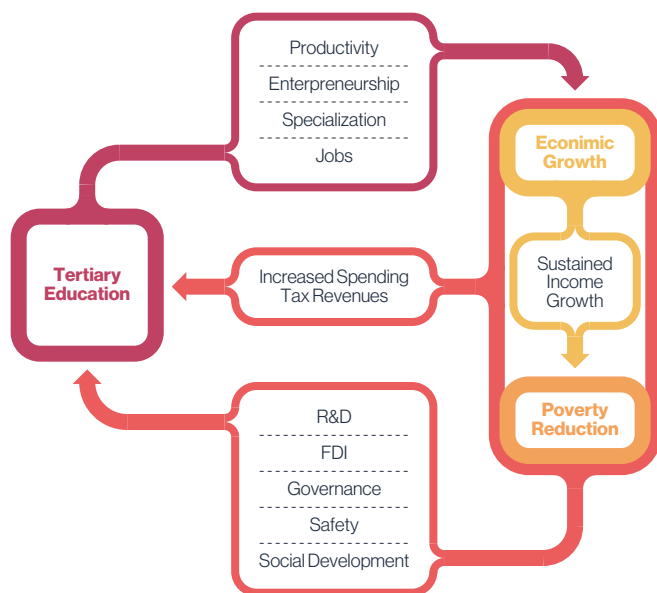 Productivity
Enterpreneurship
Specialization
Jobs
Econimic
Growth
Tertiary
Education
Increased Spending
Tax Revenues
Sustained
Income
Growth
Poverty
Reduction
R&D
FDI
Governance
Safety
Social Development